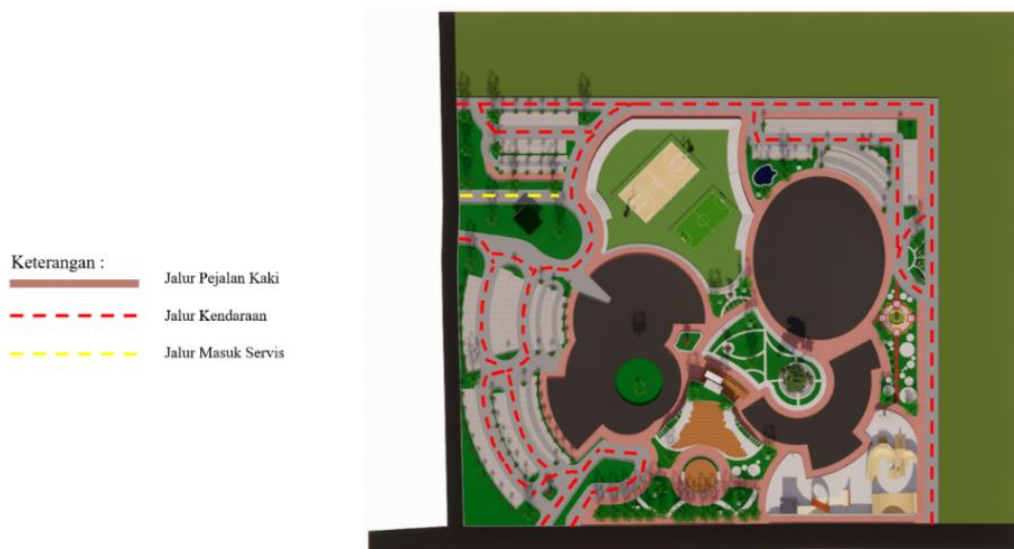 Keterangan :
Jalur Pejalan Kaki
Jalur Kendaraan
Jalur Masuk Servis